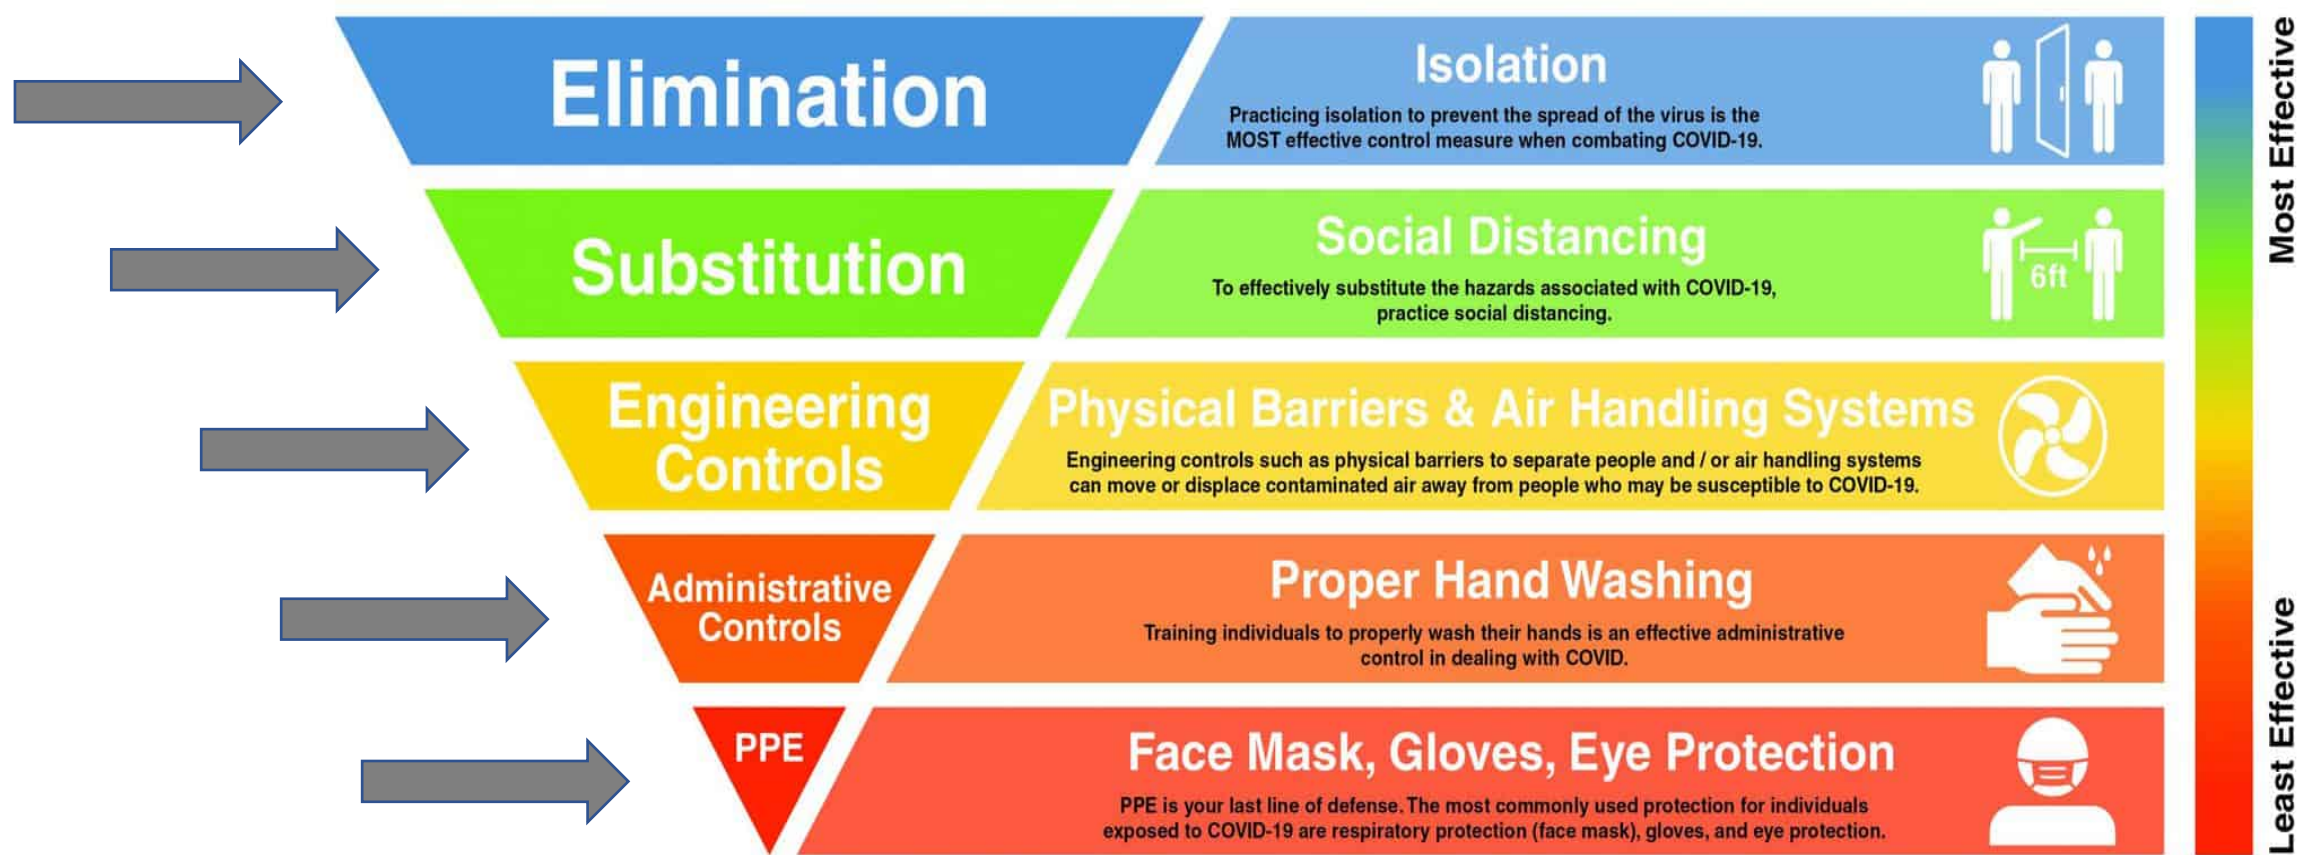 Elimination
Isolation
Practicing isolation to prevent the spread of the virus is the
MOST effective control measure when combating COVID-19.
Substitution
Social Distancing
To effectively substitute the hazards associated with COVID-19,
practice social distancing.
6ft
Engineering
Controls
Physical Barriers & Air Handling Systems
Engineering controls such as physical barriers to separate people and / or air handling systems
can move or displace contaminated air away from people who may be susceptible to COVID-19.
Administrative
Controls
Proper Hand Washing
Training individuals to properly wash their hands is an effective administrative
control in dealing with COVID.
PPE
Face Mask, Gloves, Eye Protection
PPE is your last line of defense. The most commonly used protection for individuals
exposed to COVID-19 are respiratory protection (face mask), gloves, and eye protection.
Most Effective
Least Effective